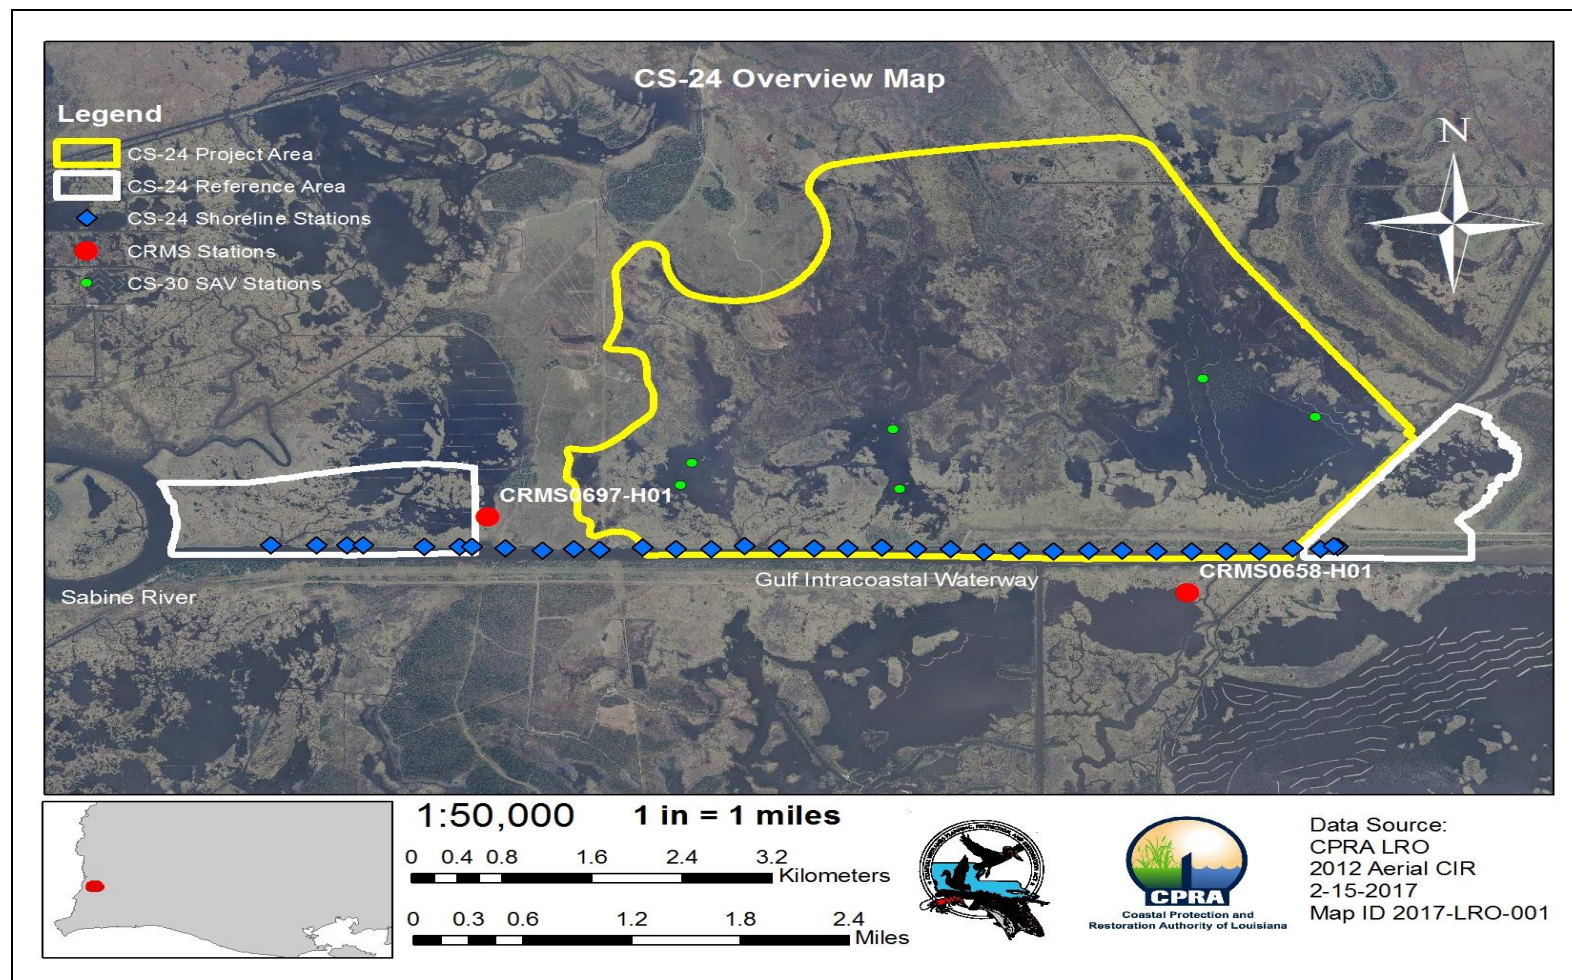 CS-24 Overview Map
Legend
CS-24 Project Area
CS-24 Reference Area
CS-24 Shoreline Stations
CRMS Stations
CS-30 SAV Stations
N
CRMS0697-H01
CRMS0658-H01
Gulf Intracoastal Waterway
Sabine River
1:50,000 1 in = 1 miles
0 0.4 0.8 1.6 2.4 3.2
Kilometers
0 0.3 0.6 1.2 1.8 2.4
Miles
CPRA
Coastal Protection and
Restoration Authority of Louisiana
Data Source:
CPRA LRO
2012 Aerial CIR
2-15-2017
Map ID 2017-LRO-001